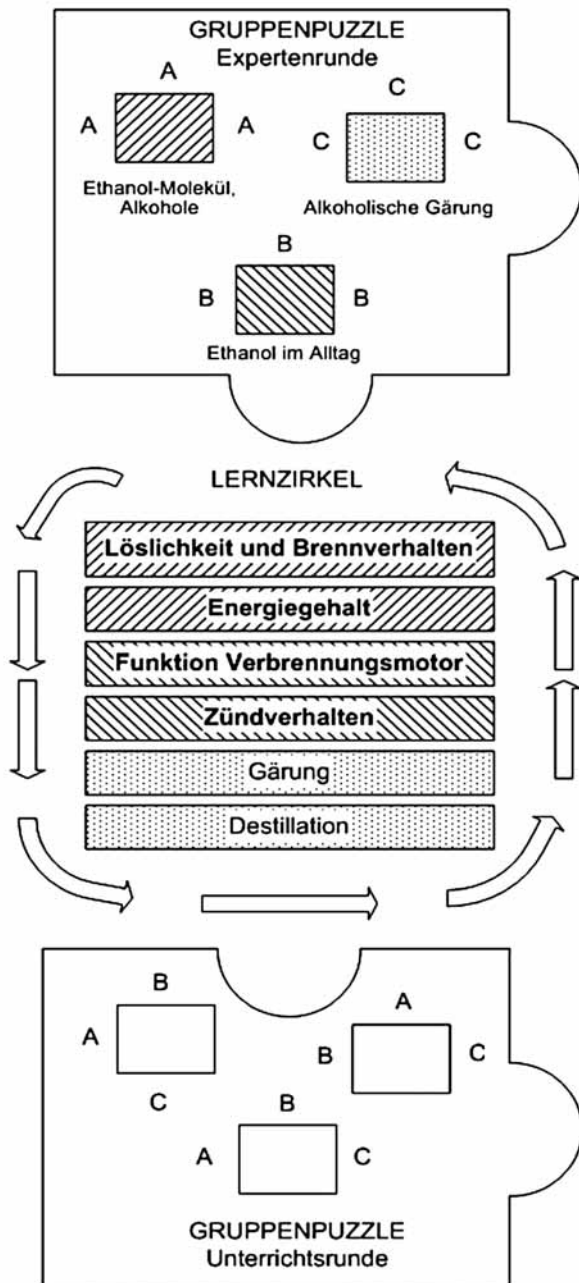 GRUPPENPUZZLE
Expertenrunde
A
A
A
Ethanol-Molekül,
Alkohole
C
C
C
Alkoholische Gärung
B
B
B
Ethanol im Alltag
LERNZIRKEL
Löslichkeit und Brennverhalten
Energiegehalt
Funktion Verbrennungsmotor
Zündverhalten
Gärung
Destillation
B
A
C
A
B
C
B
A
C
GRUPPENPUZZLE
Unterrichtsrunde